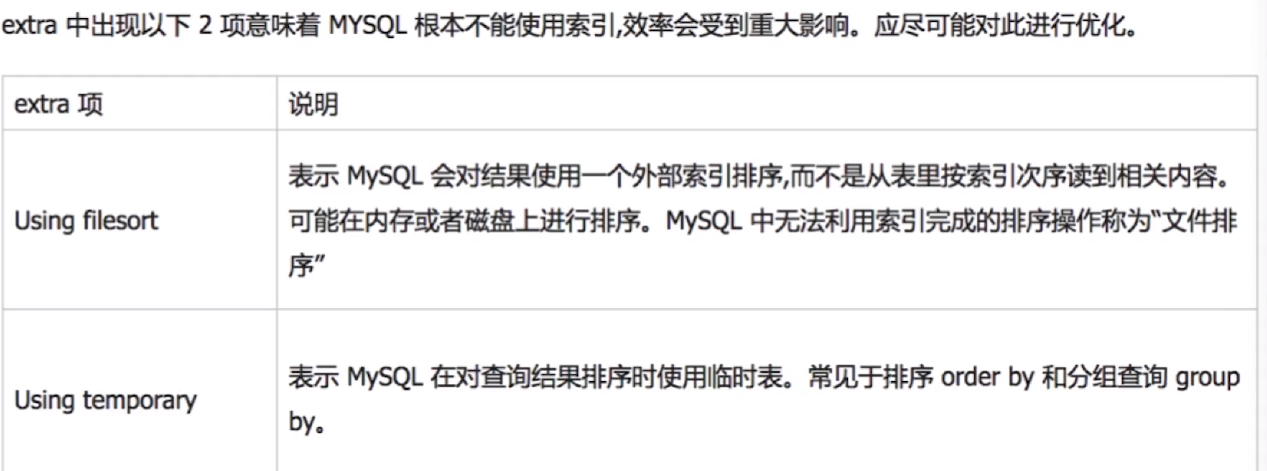 extra 中出现以下 2 项意味着 MYSQL 根本不能使用索引,效率会受到重大影响。应尽可能对此进行优化。
extra 项
说明
Using filesort
表示 MySQL 会对结果使用一个外部索引排序,而不是从表里按索引次序读到相关内容。
可能在内存或者磁盘上进行排序。MySQL 中无法利用索引完成的排序操作称为“文件排
序”
Using temporary
表示 MySQL 在对查询结果排序时使用临时表。常见于排序 order by 和分组查询 group
by。